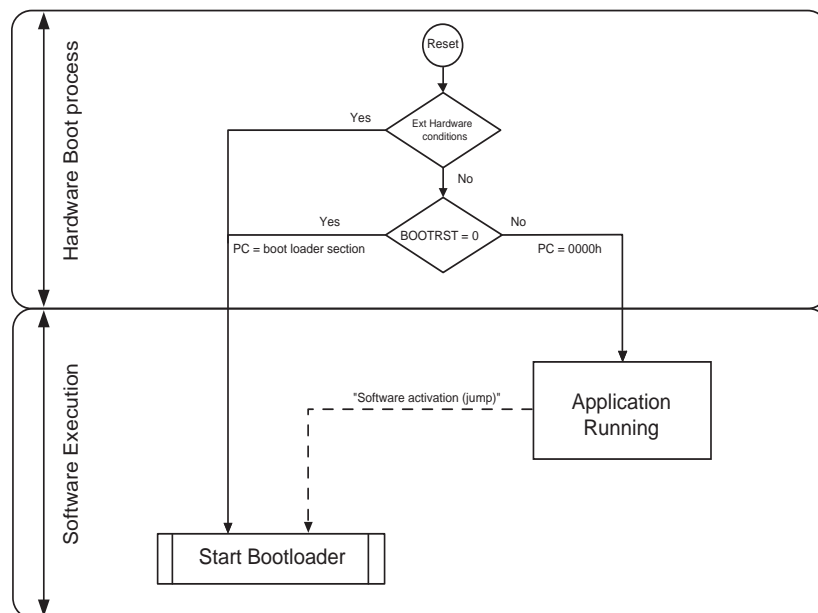 Hardware Boot process
Reset
Yes
Ext Hardware
conditions
No
Yes
BOOTRST = 0
No
PC = boot loader section
PC = 0000h
Software Execution
"Software activation (jump)"
Application
Running
Start Bootloader